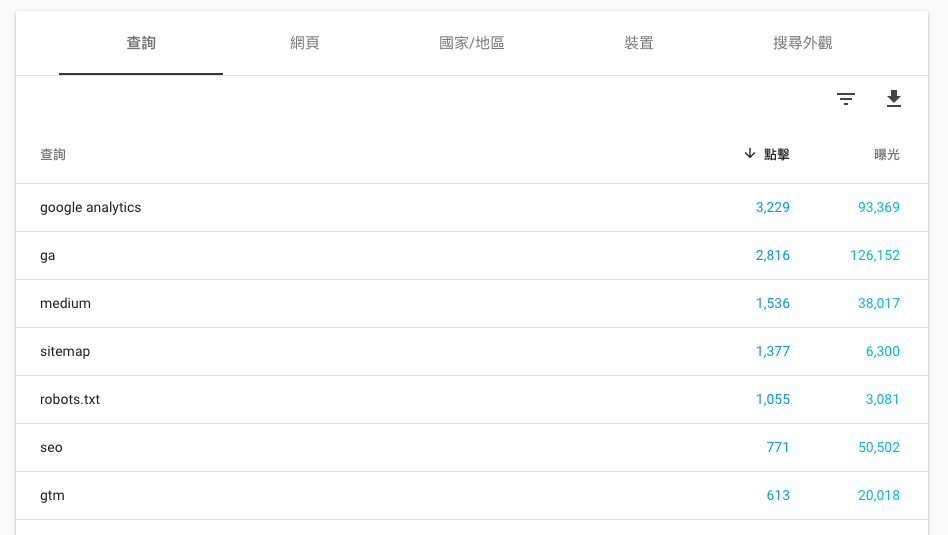 查詢 網頁 國家/地區 裝置 搜尋外觀
查詢 點擊 曝光
google analytics 3,229 93,369
ga 2,816 126,152
medium 1,536 38,017
sitemap 1,377 6,300
robots.txt 1,055 3,081
seo 771 50,502
gtm 613 20,018